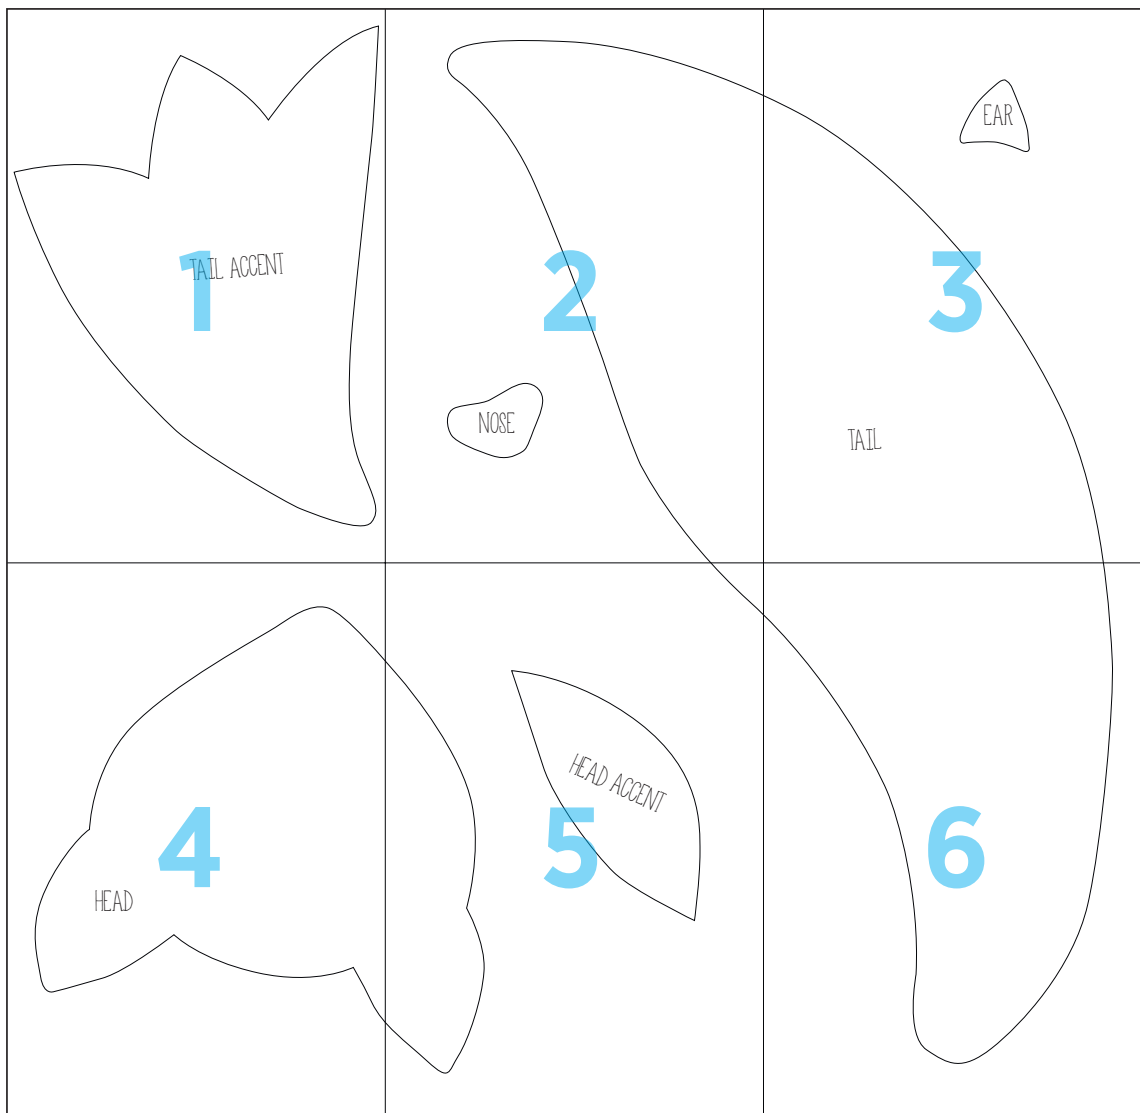 EAR
1
TAIL ACCENT
2
3
NOSE
TAIL
HEAD ACCENT
4
5
6
HEAD